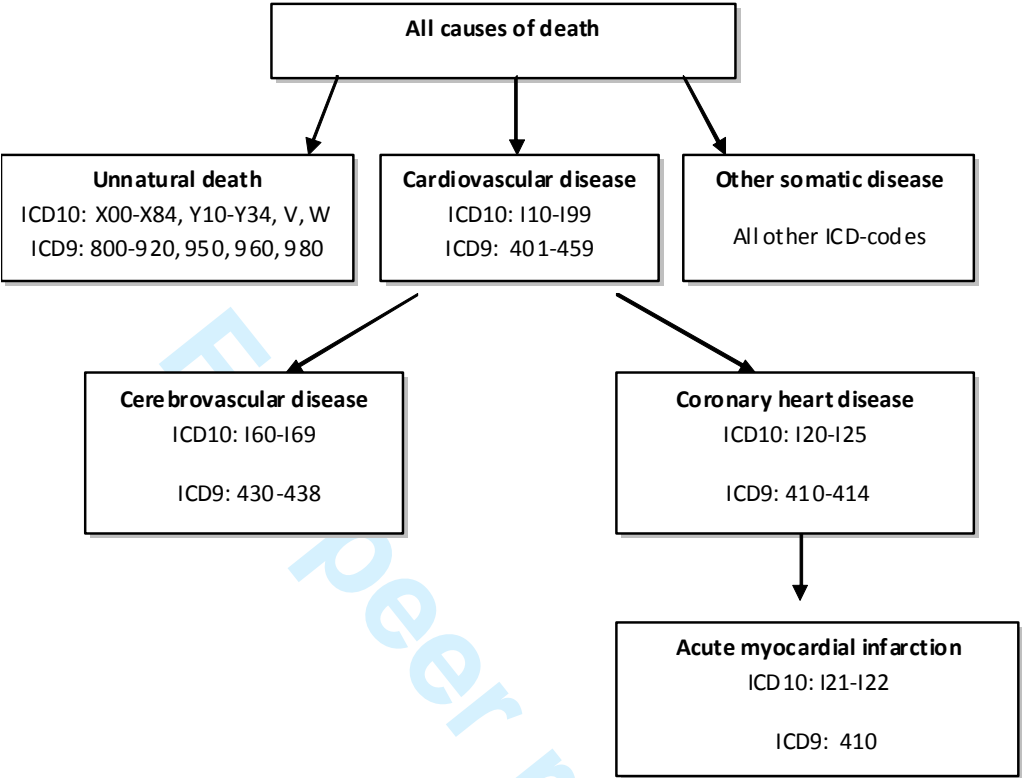 All causes of death
Unnatural death
ICD10: X00-X84, Y10-Y34, V, W
ICD9: 800-920, 950, 960, 980
Cardiovascular disease
ICD10: I10-I99
ICD9: 401-459
Other somatic disease
All other ICD-codes
Cerebrovascular disease
ICD10: I60-I69
ICD9: 430-438
Coronary heart disease
ICD10: I20-I25
ICD9: 410-414
Acute myocardial infarction
ICD10: I21-I22
ICD9: 410
peer